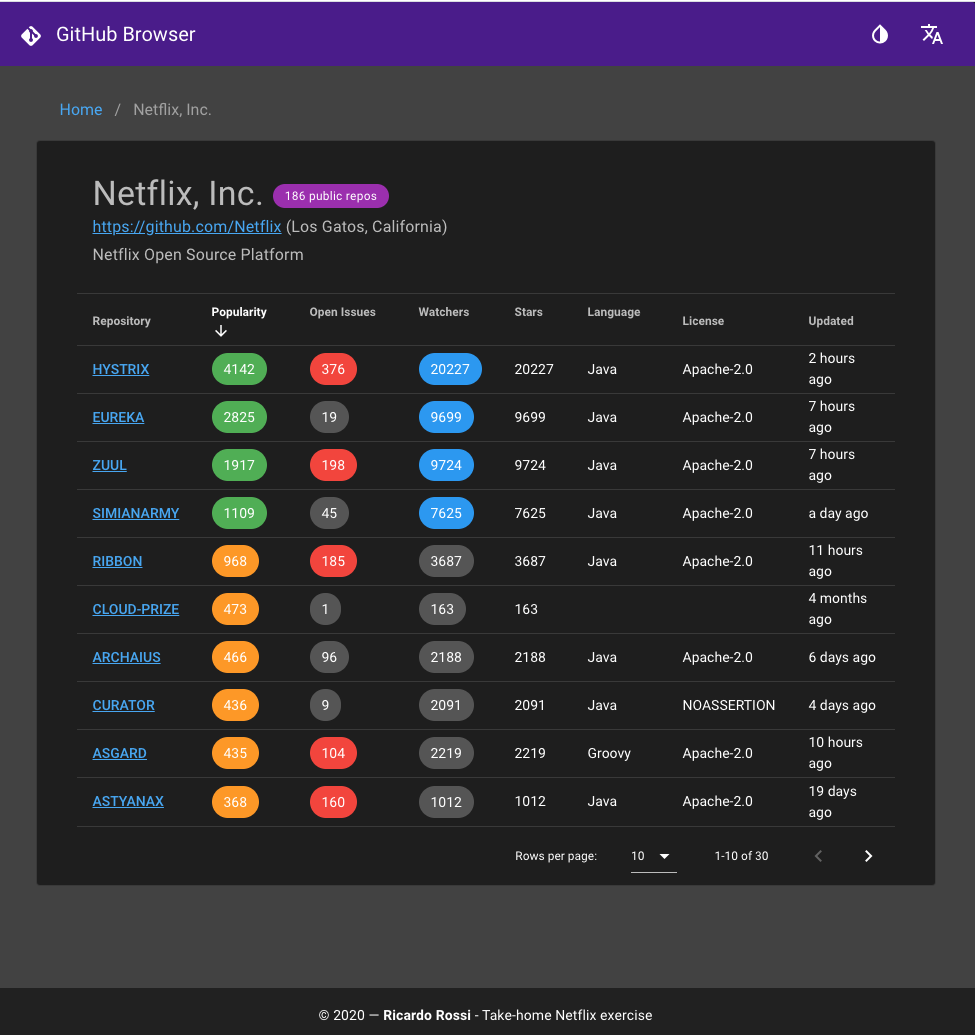 GitHub Browser
Home / Netflix, Inc.
Netflix, Inc. 186 public repos
https://github.com/Netflix (Los Gatos, California)
Netflix Open Source Platform
Repository Popularity Open Issues Watchers Stars Language License Updated
HYSTRIX 4142 376 20227 20227 Java Apache-2.0 2 hours ago
EUREKA 2825 19 9699 9699 Java Apache-2.0 7 hours ago
ZUUL 1917 198 9724 9724 Java Apache-2.0 7 hours ago
SIMIANARMY 1109 45 7625 7625 Java Apache-2.0 a day ago
RIBBON 968 185 3687 3687 Java Apache-2.0 11 hours ago
CLOUD-PRIZE 473 1 163 163 4 months ago
ARCHAIUS 466 96 2188 2188 Java Apache-2.0 6 days ago
CURATOR 436 9 2091 2091 Java NOASSERTION 4 days ago
ASGARD 435 104 2219 2219 Groovy Apache-2.0 10 hours ago
ASTYANAX 368 160 1012 1012 Java Apache-2.0 19 days ago
Rows per page: 10 1-10 of 30
© 2020 — Ricardo Rossi - Take-home Netflix exercise